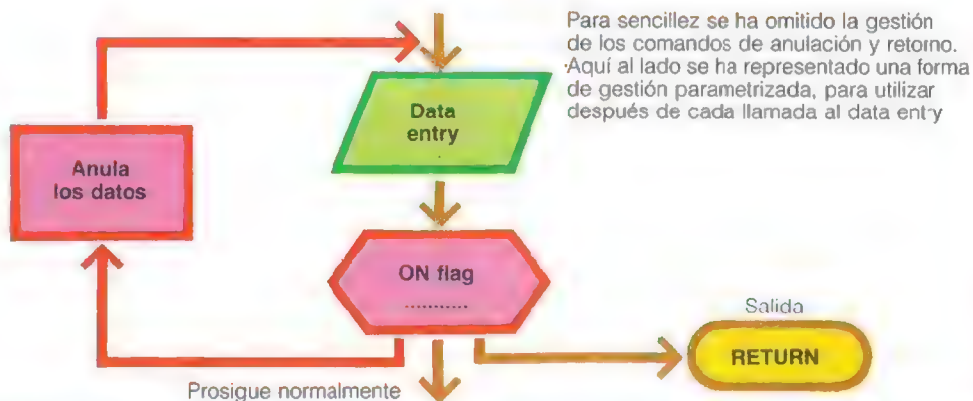 Para sencillez se ha omitido la gestión
de los comandos de anulación y retorno.
Aquí al lado se ha representado una forma
de gestión parametrizada, para utilizar
después de cada llamada al data entry
Data
entry
Anula
los datos
ON flag
...........
Salida
RETURN
Prosigue normalmente